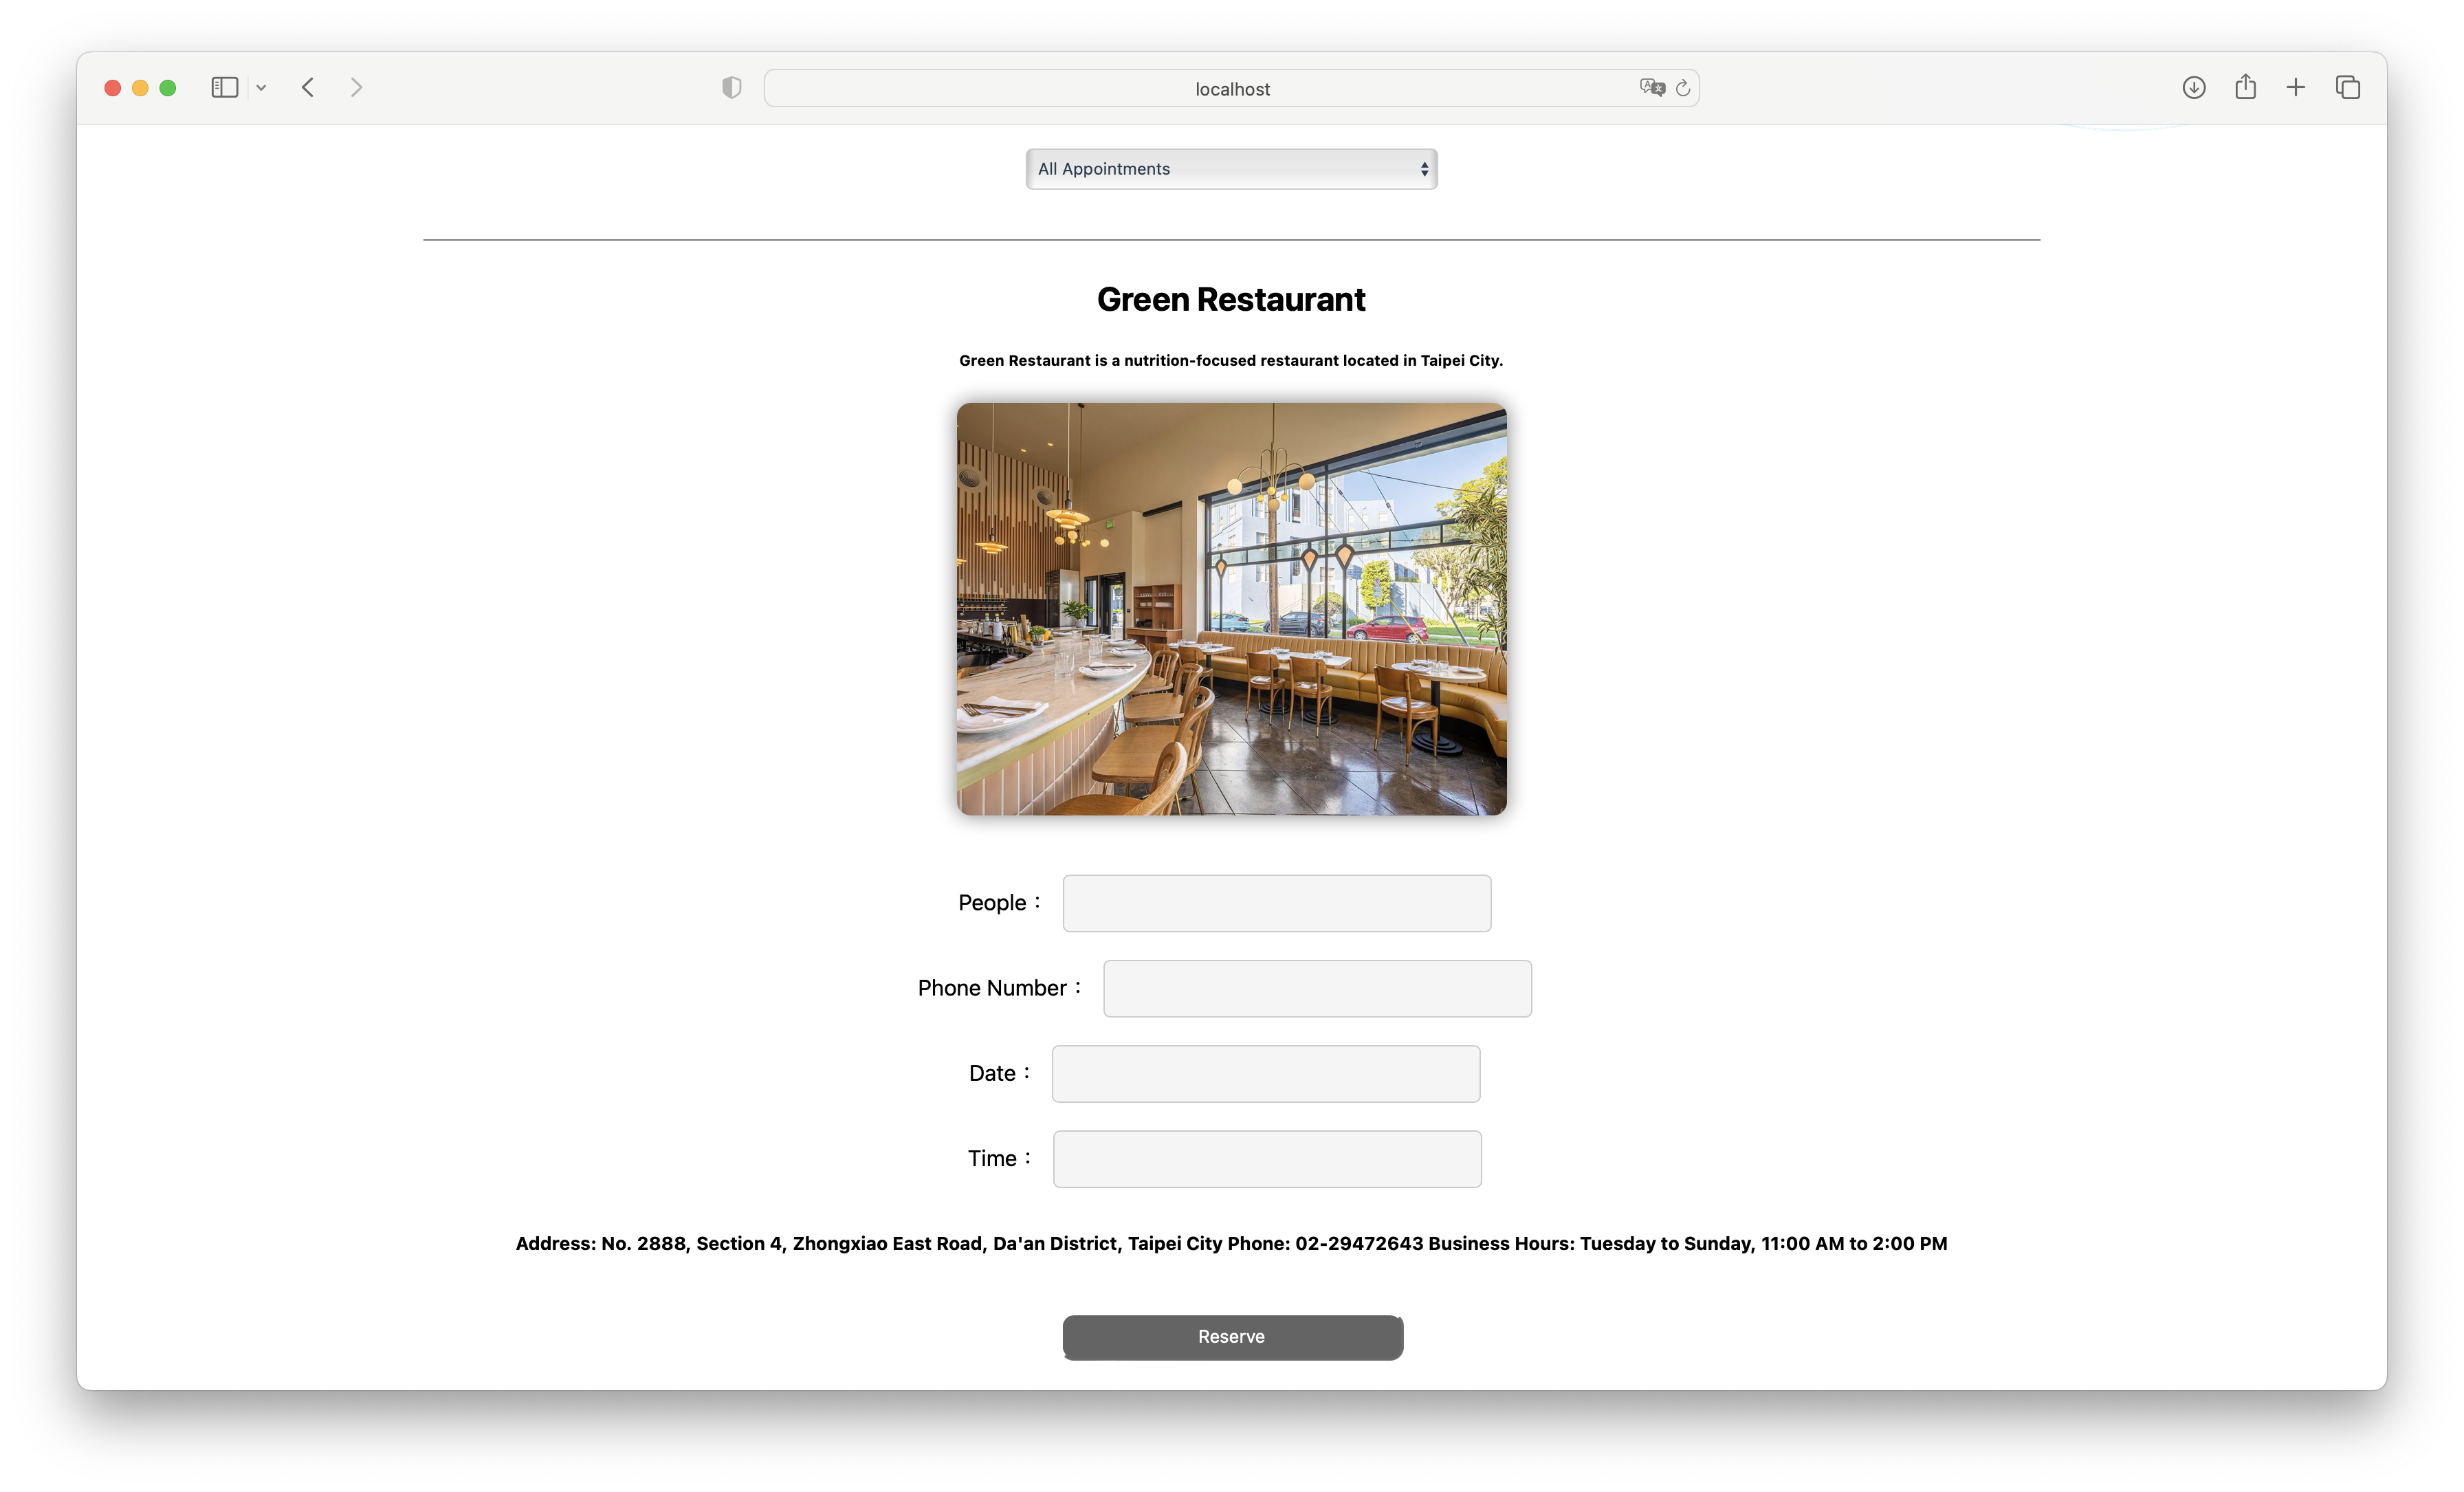 localhost
All Appointments
Green Restaurant
Green Restaurant is a nutrition-focused restaurant located in Taipei City.
People：
Phone Number：
Date：
Time：
Address: No. 2888, Section 4, Zhongxiao East Road, Da'an District, Taipei City Phone: 02-29472643 Business Hours: Tuesday to Sunday, 11:00 AM to 2:00 PM
Reserve